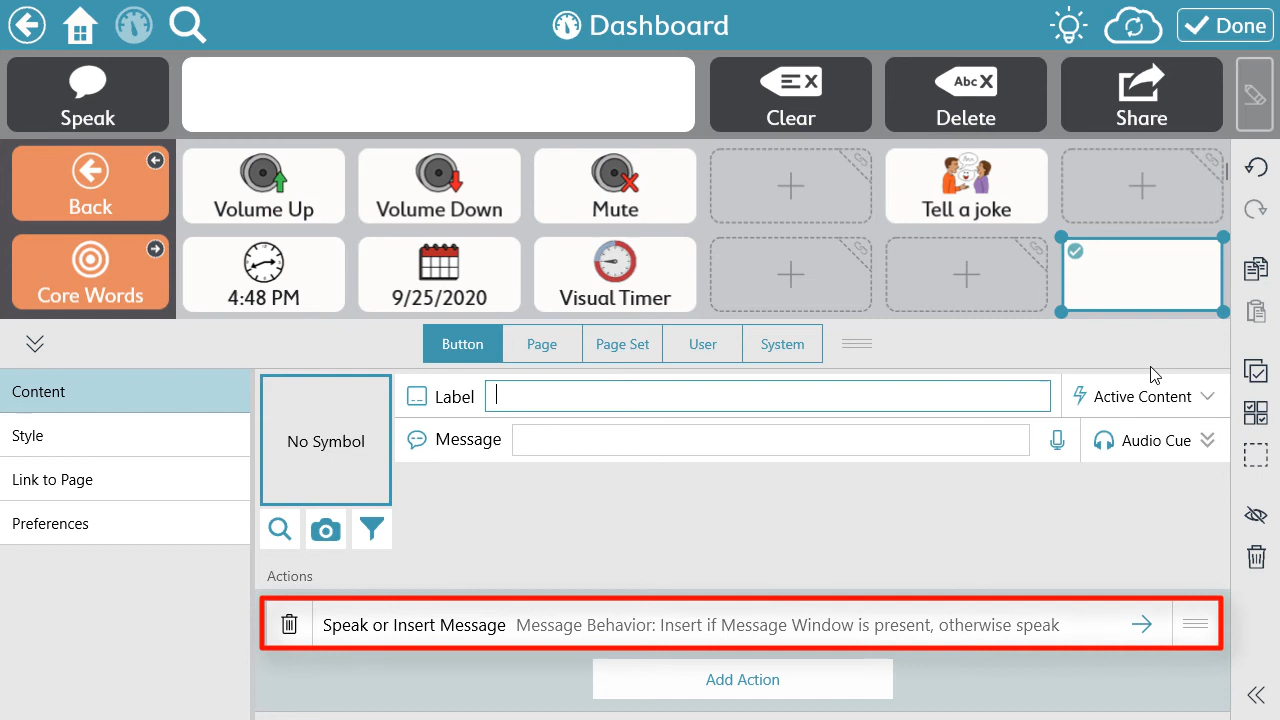 Dashboard
Done
Speak
Clear
Abc X
Delete
Share
Back
Volume Up
Volume Down
Mute
Tell a joke
Core Words
4:48 PM
9/25/2020
Visual Timer
Button
Page
Page Set
User
System
Content
Style
Link to Page
Preferences
No Symbol
Label
Active Content
Message
Audio Cue
Actions
Speak or Insert Message Message Behavior: Insert if Message Window is present, otherwise speak
Add Action